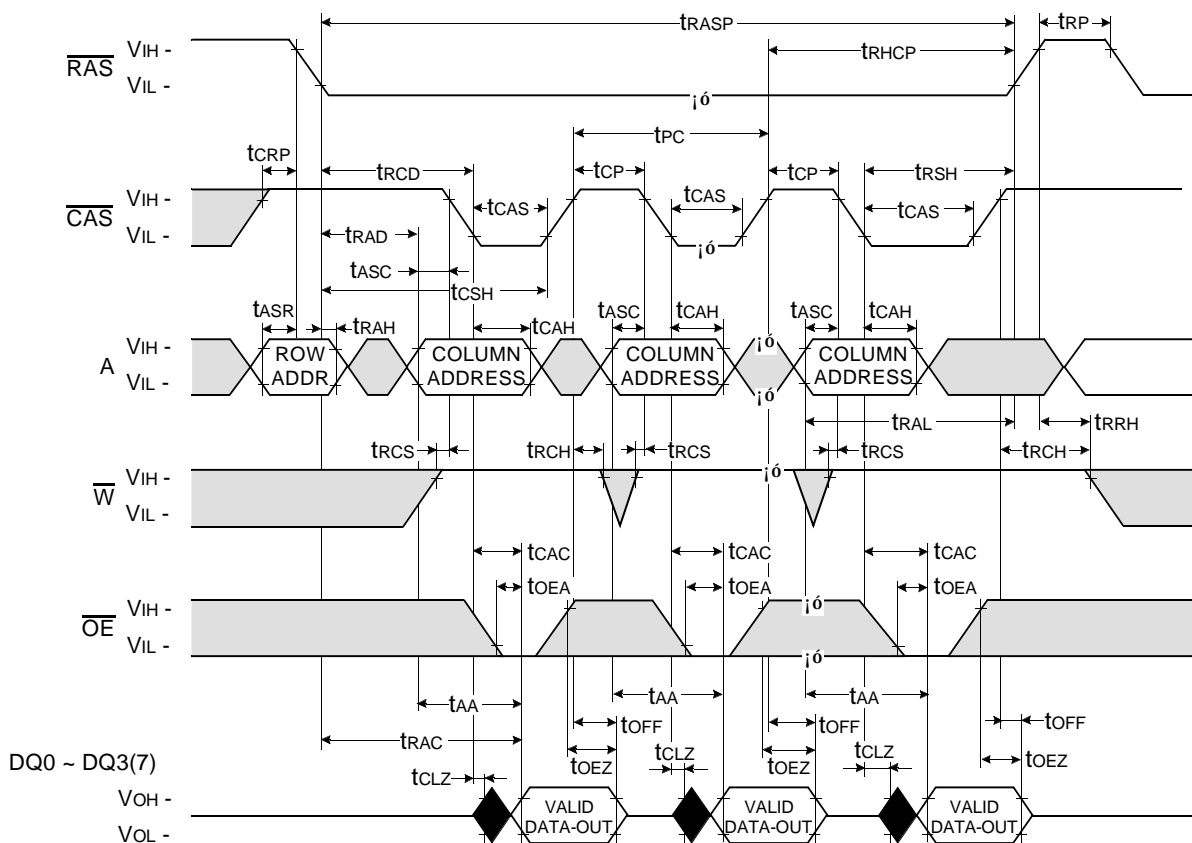 tRASP
tRP
tRHCP
RAS
VIH -
VIL -
¡ó
tPC
tCRP
tRCD
tCP
tCP
tRSH
CAS
VIH -
VIL -
tCAS
tCAS
tCAS
¡ó
tRAD
tASC
tCSH
tASR
tRAH
tCAH
tASC
tCAH
tASC
tCAH
A
VIH -
VIL -
ROW
ADDR
COLUMN
ADDRESS
COLUMN
ADDRESS
¡ó
¡ó
COLUMN
ADDRESS
tRAL
tRRH
tRCS
tRCH
tRCS
tRCS
tRCH
W
VIH -
VIL -
¡ó
tCAC
tCAC
tCAC
tOEA
tOEA
tOEA
OE
VIH -
VIL -
¡ó
¡ó
tAA
tAA
tAA
tOFF
tOFF
tOFF
tRAC
tOEZ
tOEZ
tOEZ
DQ0 ~ DQ3(7)
tCLZ
tCLZ
tCLZ
VOH -
VOL -
VALID
DATA-OUT
VALID
DATA-OUT
VALID
DATA-OUT